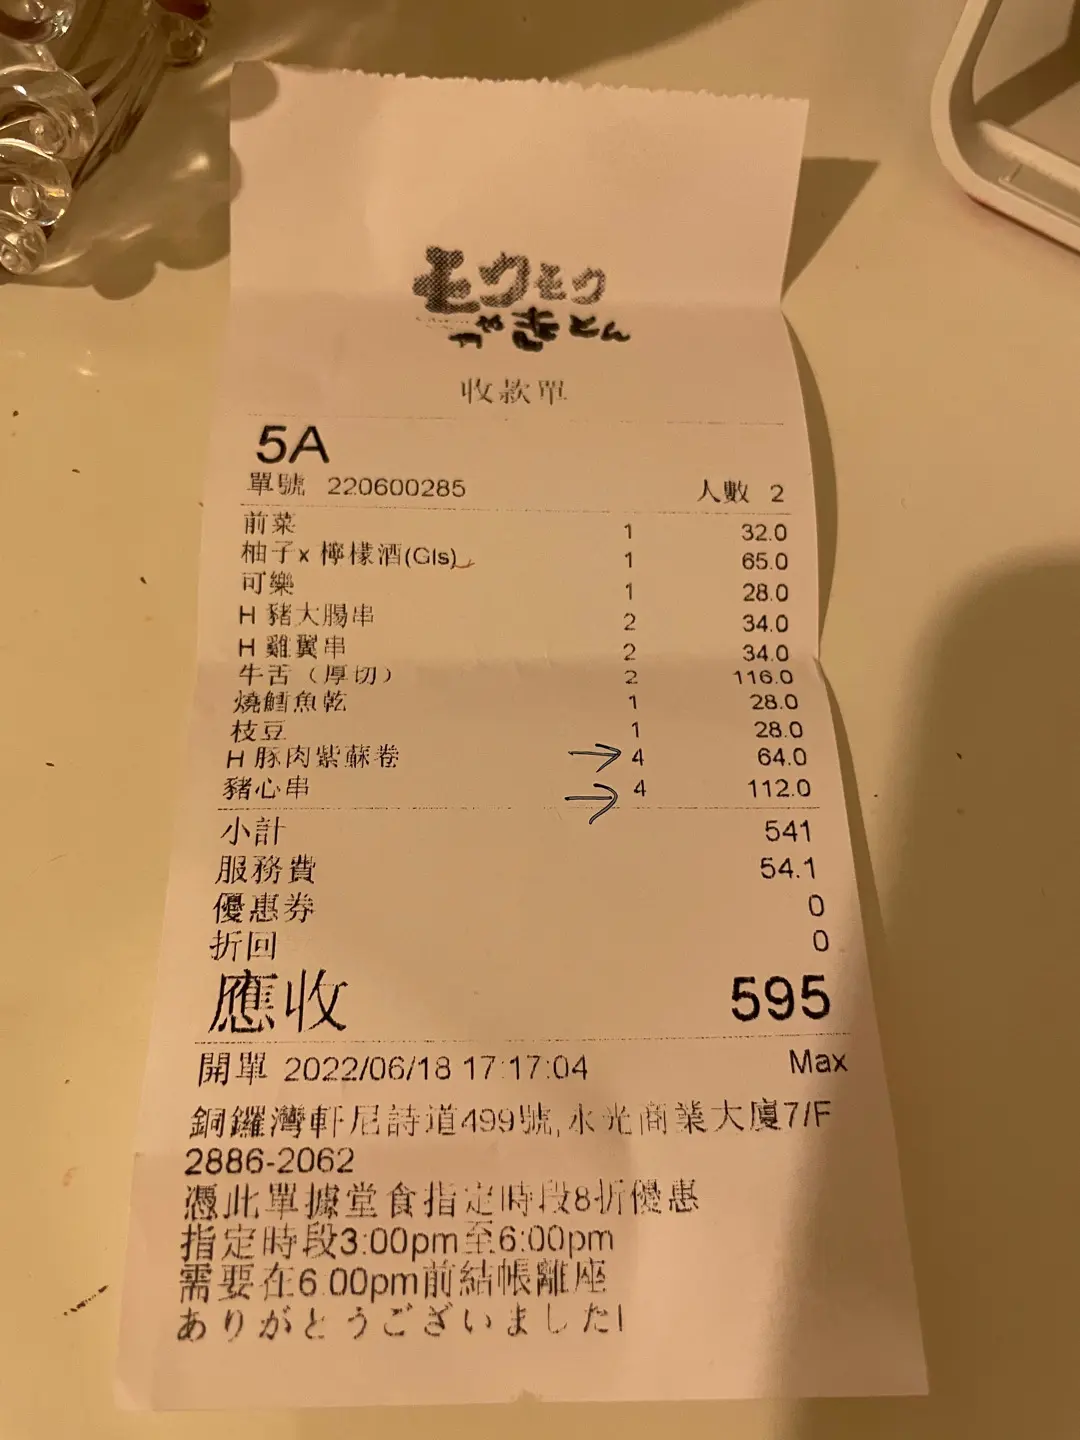 モクモク
やきとん
收款單
5A
單號 220600285 人數 2
前菜 1 32.0
柚子x 檸檬酒(Gls) 1 65.0
可樂 1 28.0
H 豬大腸串 2 34.0
H 雞翼串 2 34.0
牛舌（厚切） 2 116.0
燒鱈魚乾 1 28.0
枝豆 1 28.0
H 豚肉紫蘇卷 4 64.0
豬心串 4 112.0
小計 541
服務費 54.1
優惠券 0
折回 0
應收 595
開單 2022/06/18 17:17:04 Max
銅鑼灣軒尼詩道499號,永光商業大廈7/F
2886-2062
憑此單據堂食指定時段8折優惠
指定時段3:00pm至6:00pm
需要在6.00pm前結帳離座
ありがとうございました!